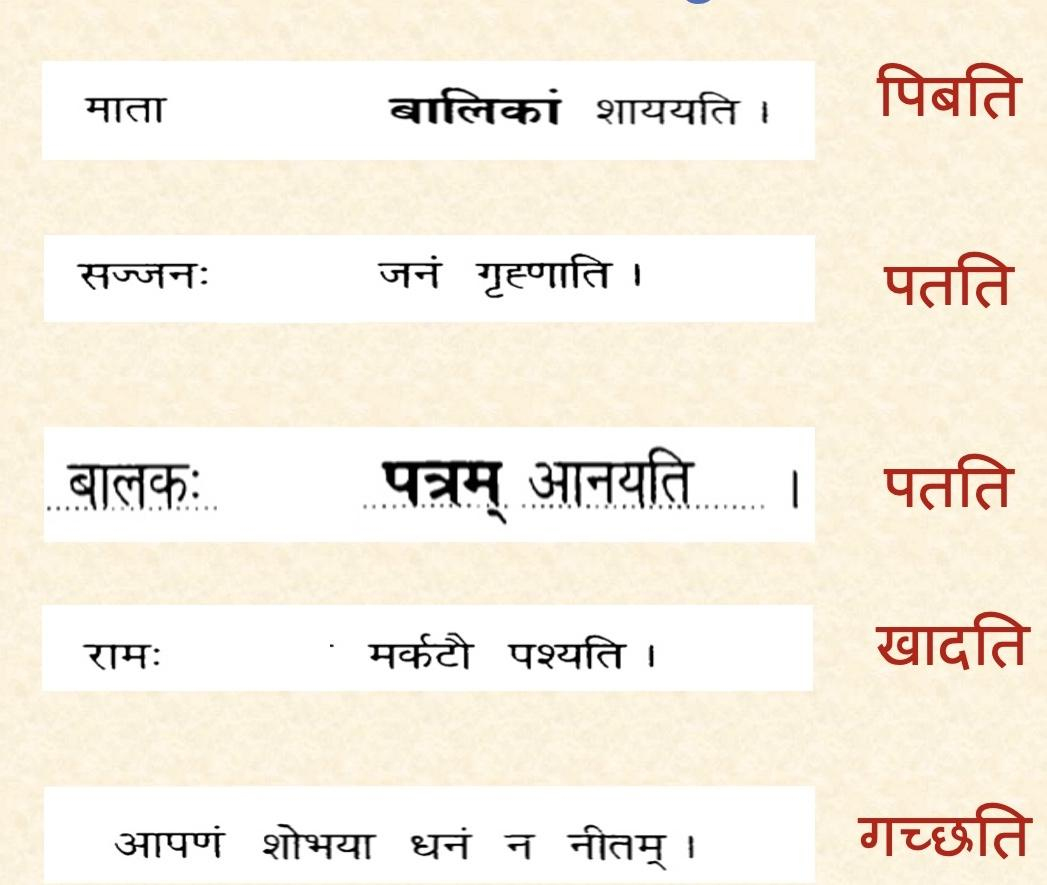 माता बालिकां शाययति । पिबति
सज्जनः जनं गृह्णाति । पतति
बालकः पत्रम् आनयति । पतति
रामः मर्कटौ पश्यति । खादति
आपणं शोभया धनं न नीतम् । गच्छति